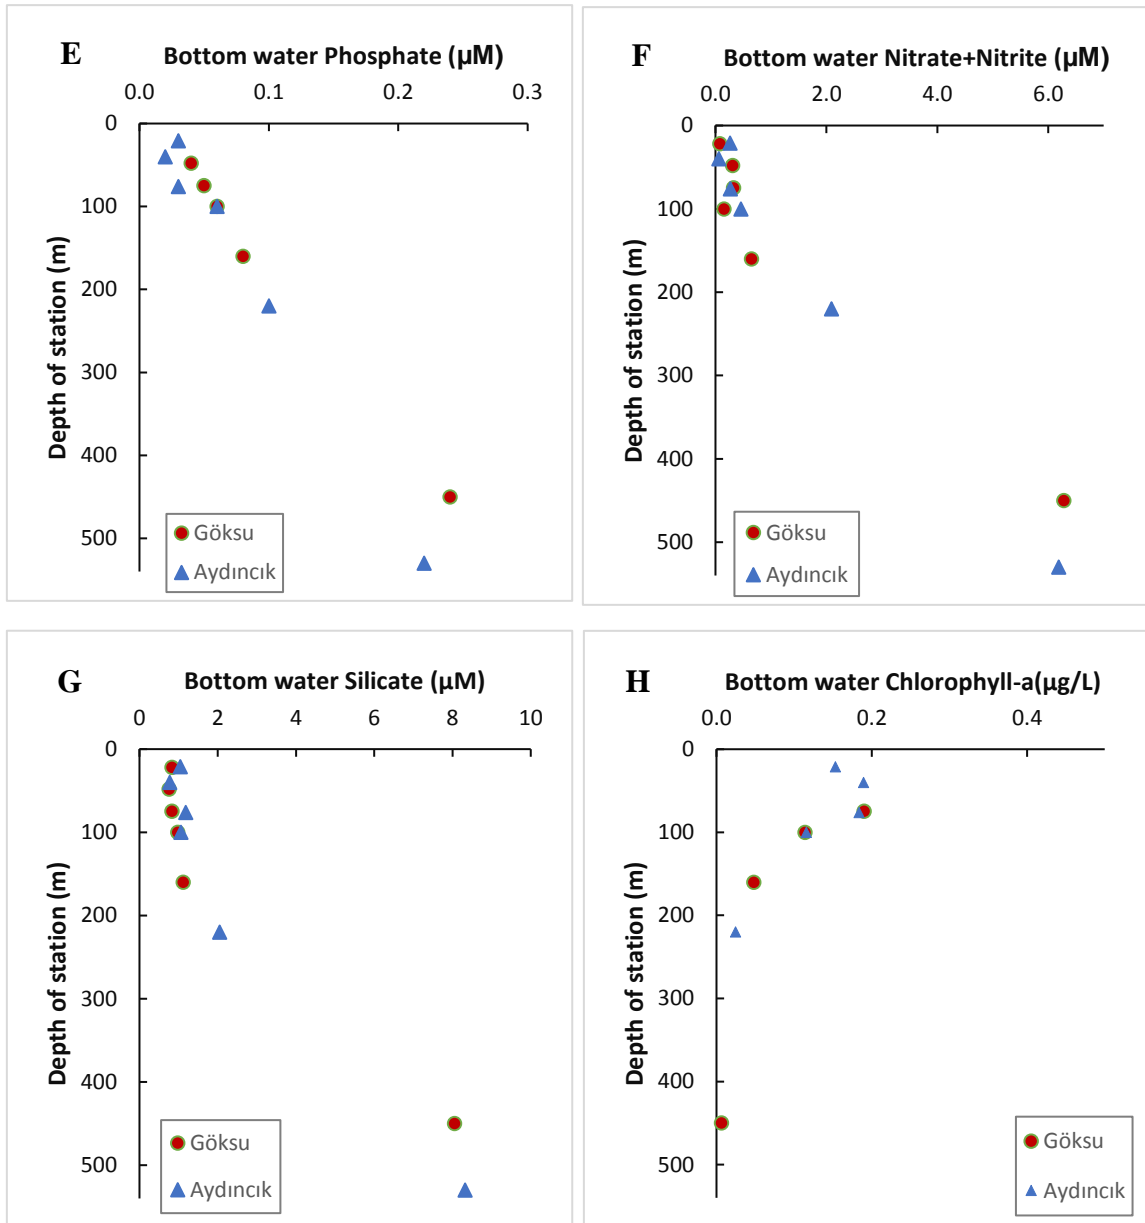 E
Bottom water Phosphate (µM)
0.0 0.1 0.2 0.3
0
100
200
300
400
500
Depth of station (m)
Göksu
Aydıncık
F
Bottom water Nitrate+Nitrite (µM)
0.0 2.0 4.0 6.0
0
100
200
300
400
500
Depth of station (m)
Göksu
Aydıncık
G
Bottom water Silicate (µM)
0 2 4 6 8 10
0
100
200
300
400
500
Depth of station (m)
Göksu
Aydıncık
H
Bottom water Chlorophyll-a(µg/L)
0.0 0.2 0.4
0
100
200
300
400
500
Depth of station (m)
Göksu
Aydıncık